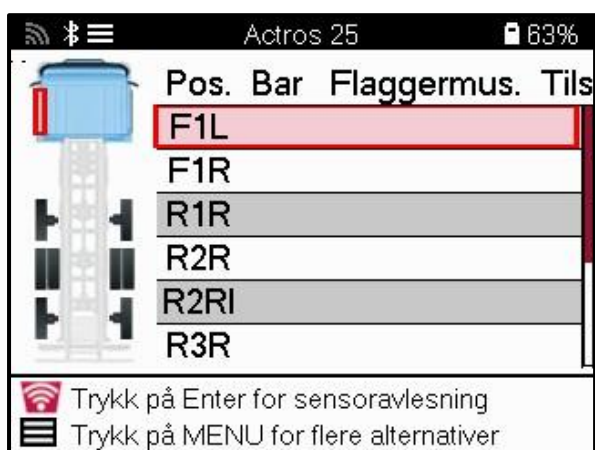 Actros 25 63%
Pos. Bar Flaggermus. Tils
F1L
F1R
R1R
R2R
R2RI
R3R
Trykk på Enter for sensoravlesning
Trykk på MENU for flere alternativer